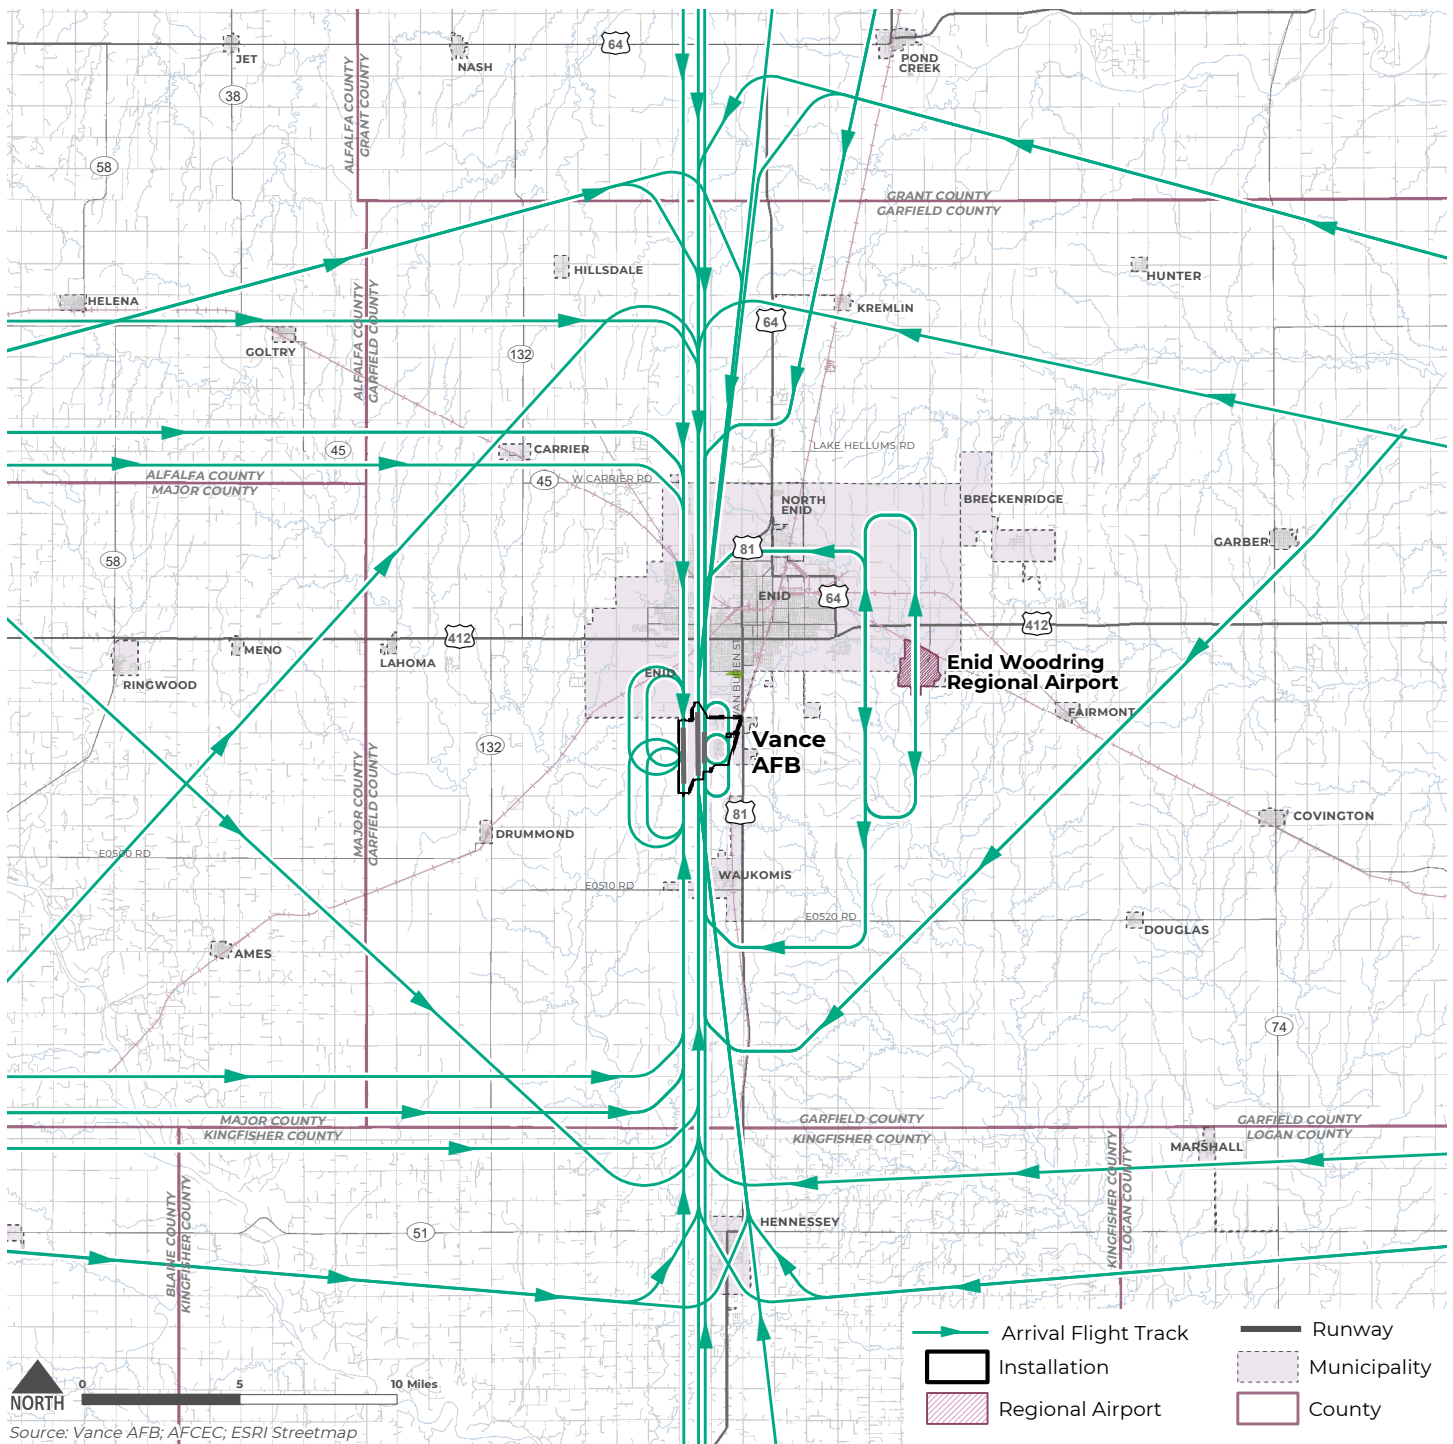 64
JET
NASH
POND
CREEK
38
ALFALFA COUNTY
GRANT COUNTY
58
GRANT COUNTY
GARFIELD COUNTY
HILLSDALE
HUNTER
HELENA
KREMLIN
64
GOLTRY
132
ALFALFA COUNTY
GARFIELD COUNTY
45
CARRIER
LAKE HELLUMS RD
ALFALFA COUNTY
MAJOR COUNTY
45
W CARRIER RD
NORTH
ENID
BRECKENRIDGE
58
81
GARBER
ENID
64
412
412
MENO
LAHOMA
RINGWOOD
ENID
VAN BUREN ST
Enid Woodring
Regional Airport
FAIRMONT
132
Vance
AFB
MAJOR COUNTY
GARFIELD COUNTY
81
DRUMMOND
COVINGTON
E0500 RD
WAUKOMIS
E0510 RD
E0520 RD
DOUGLAS
AMES
74
MAJOR COUNTY
KINGFISHER COUNTY
GARFIELD COUNTY
KINGFISHER COUNTY
GARFIELD COUNTY
LOGAN COUNTY
MARSHALL
KINGFISHER COUNTY
LOGAN COUNTY
BLAINE COUNTY
KINGFISHER COUNTY
51
HENNESSEY
Arrival Flight Track
Runway
Installation
Municipality
Regional Airport
County
NORTH
0 5 10 Miles
Source: Vance AFB; AFCEC; ESRI Streetmap